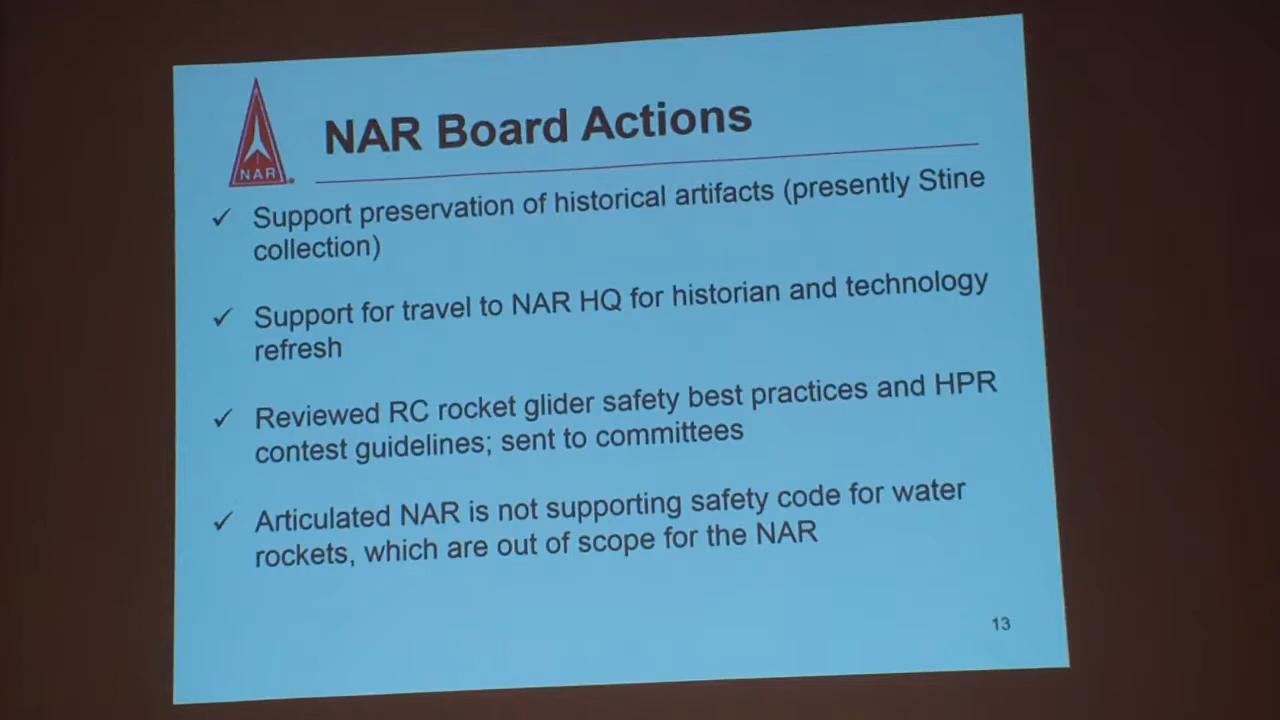 NAR
NAR Board Actions
✓ Support preservation of historical artifacts (presently Stine
collection)
✓ Support for travel to NAR HQ for historian and technology
refresh
✓ Reviewed RC rocket glider safety best practices and HPR
contest guidelines; sent to committees
✓ Articulated NAR is not supporting safety code for water
rockets, which are out of scope for the NAR
13